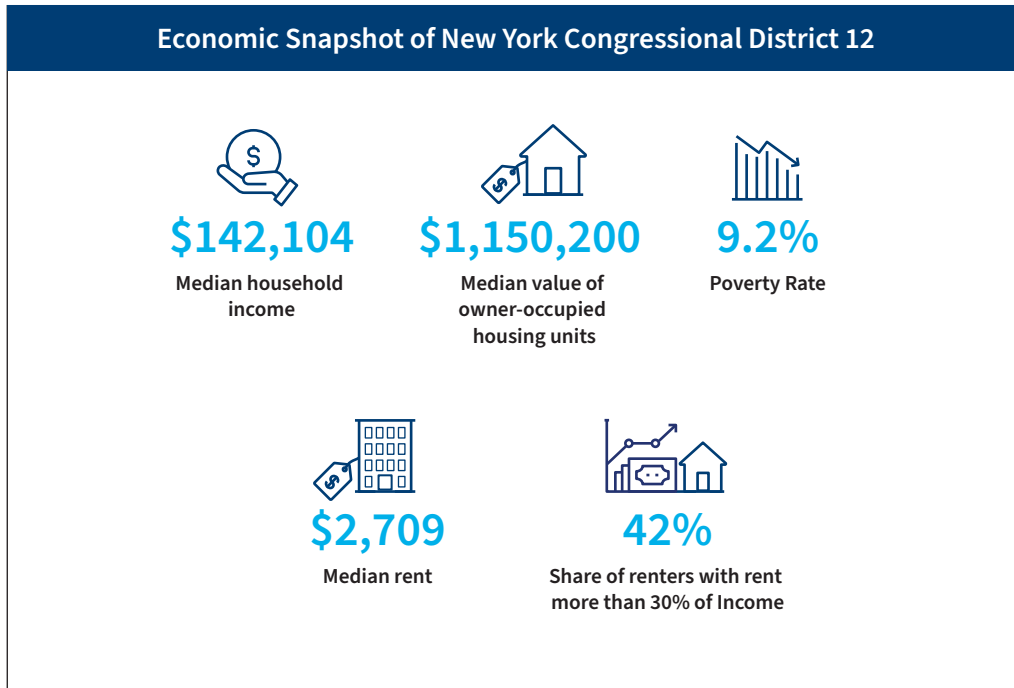 Economic Snapshot of New York Congressional District 12
$
$
$142,104
$1,150,200
9.2%
Median household
income
Median value of
owner-occupied
housing units
Poverty Rate
$
$2,709
42%
Median rent
Share of renters with rent
more than 30% of Income